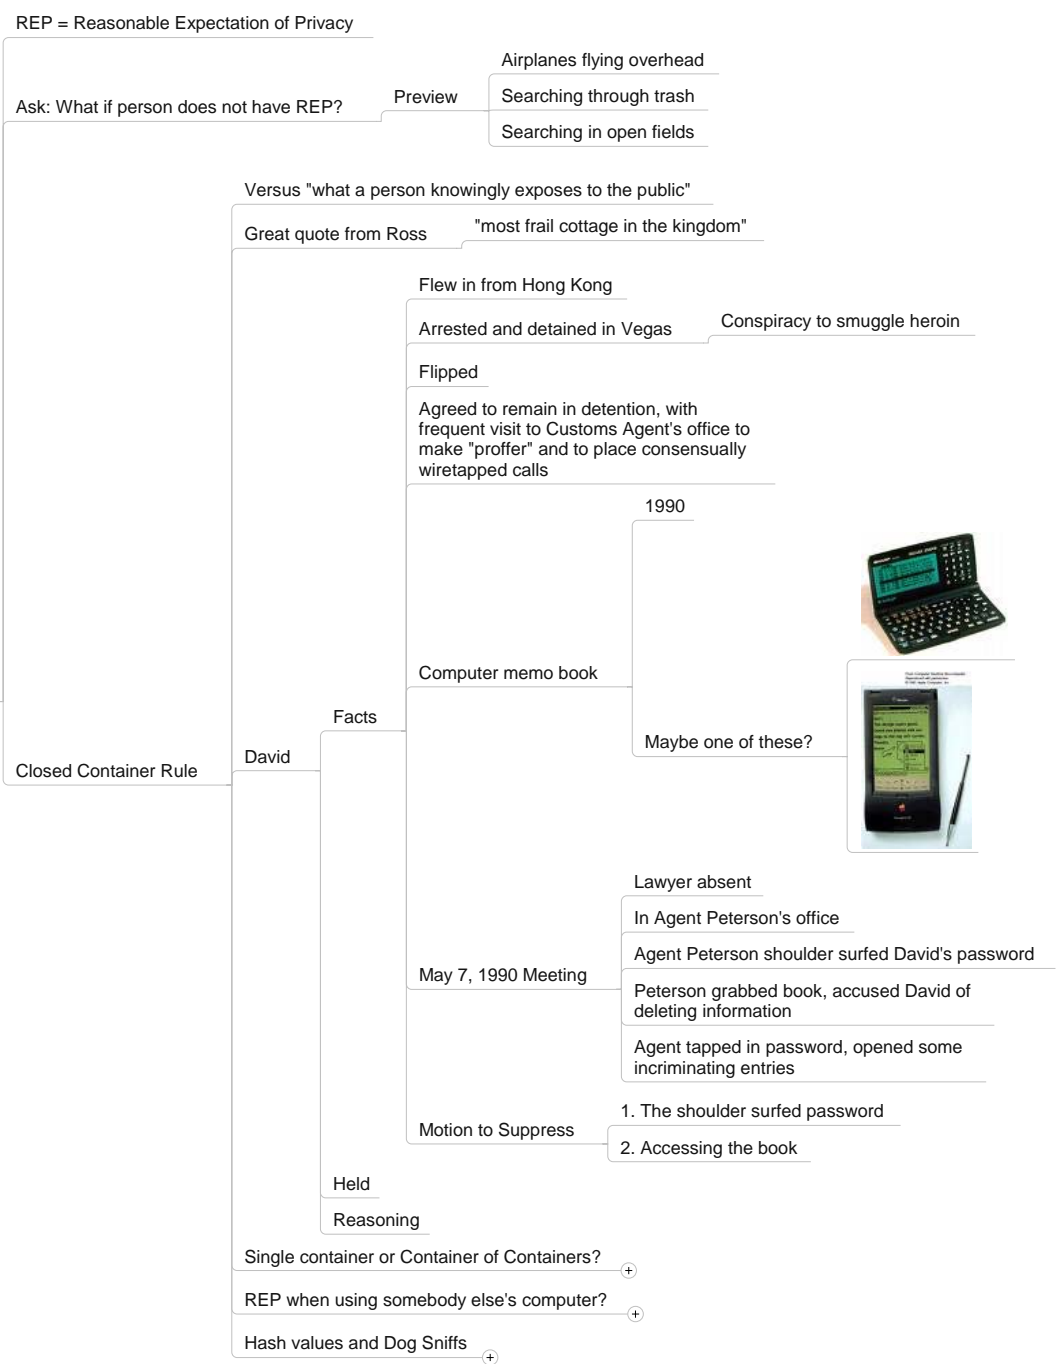 REP = Reasonable Expectation of Privacy
Ask: What if person does not have REP?
Preview
Airplanes flying overhead
Searching through trash
Searching in open fields
Closed Container Rule
Versus "what a person knowingly exposes to the public"
Great quote from Ross
"most frail cottage in the kingdom"
David
Facts
Flew in from Hong Kong
Arrested and detained in Vegas
Conspiracy to smuggle heroin
Flipped
Agreed to remain in detention, with
frequent visit to Customs Agent's office to
make "proffer" and to place consensually
wiretapped calls
Computer memo book
1990
Maybe one of these?
May 7, 1990 Meeting
Lawyer absent
In Agent Peterson's office
Agent Peterson shoulder surfed David's password
Peterson grabbed book, accused David of
deleting information
Agent tapped in password, opened some
incriminating entries
Motion to Suppress
1. The shoulder surfed password
2. Accessing the book
Held
Reasoning
Single container or Container of Containers?
REP when using somebody else's computer?
Hash values and Dog Sniffs